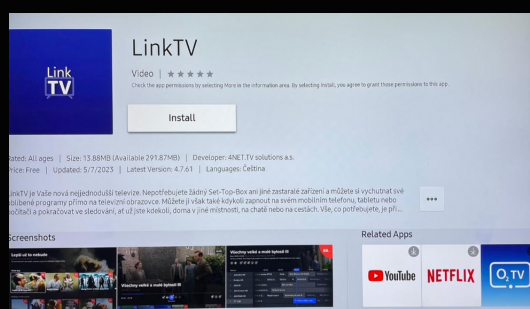 LinkTV
Link
TV
Video | ★ ★ ★ ★ ★
Check the app permissions by selecting More in the information area. By selecting Install, you agree to grant those permissions to this app.
Install
Rated: All ages | Size: 13.88MB (Available 291.87MB) | Developer: 4NET.TV solutions a.s.
Price: Free | Updated: 5/7/2023 | Latest Version: 4.7.61 | Languages: Čeština
LinkTV je Vaše nová nejjednodušší televize. Nepotřebujete žádný Set-Top-Box ani jiné zastaralé zařízení a můžete si vychutnat své
oblíbené programy přímo na televizní obrazovce. Můžete ji však také kdykoli zapnout na svém mobilním telefonu, tabletu nebo
počítači a pokračovat ve sledování, ať už jste kdekoli, doma v jiné místnosti, na chatě nebo na cestách. Vše, co potřebujete, je při...
Screenshots
Related Apps
Lepší už to nebude
Všechny velké a malé bytosti III
Všechny velké a malé bytosti III
YouTube
NETFLIX
O2 TV